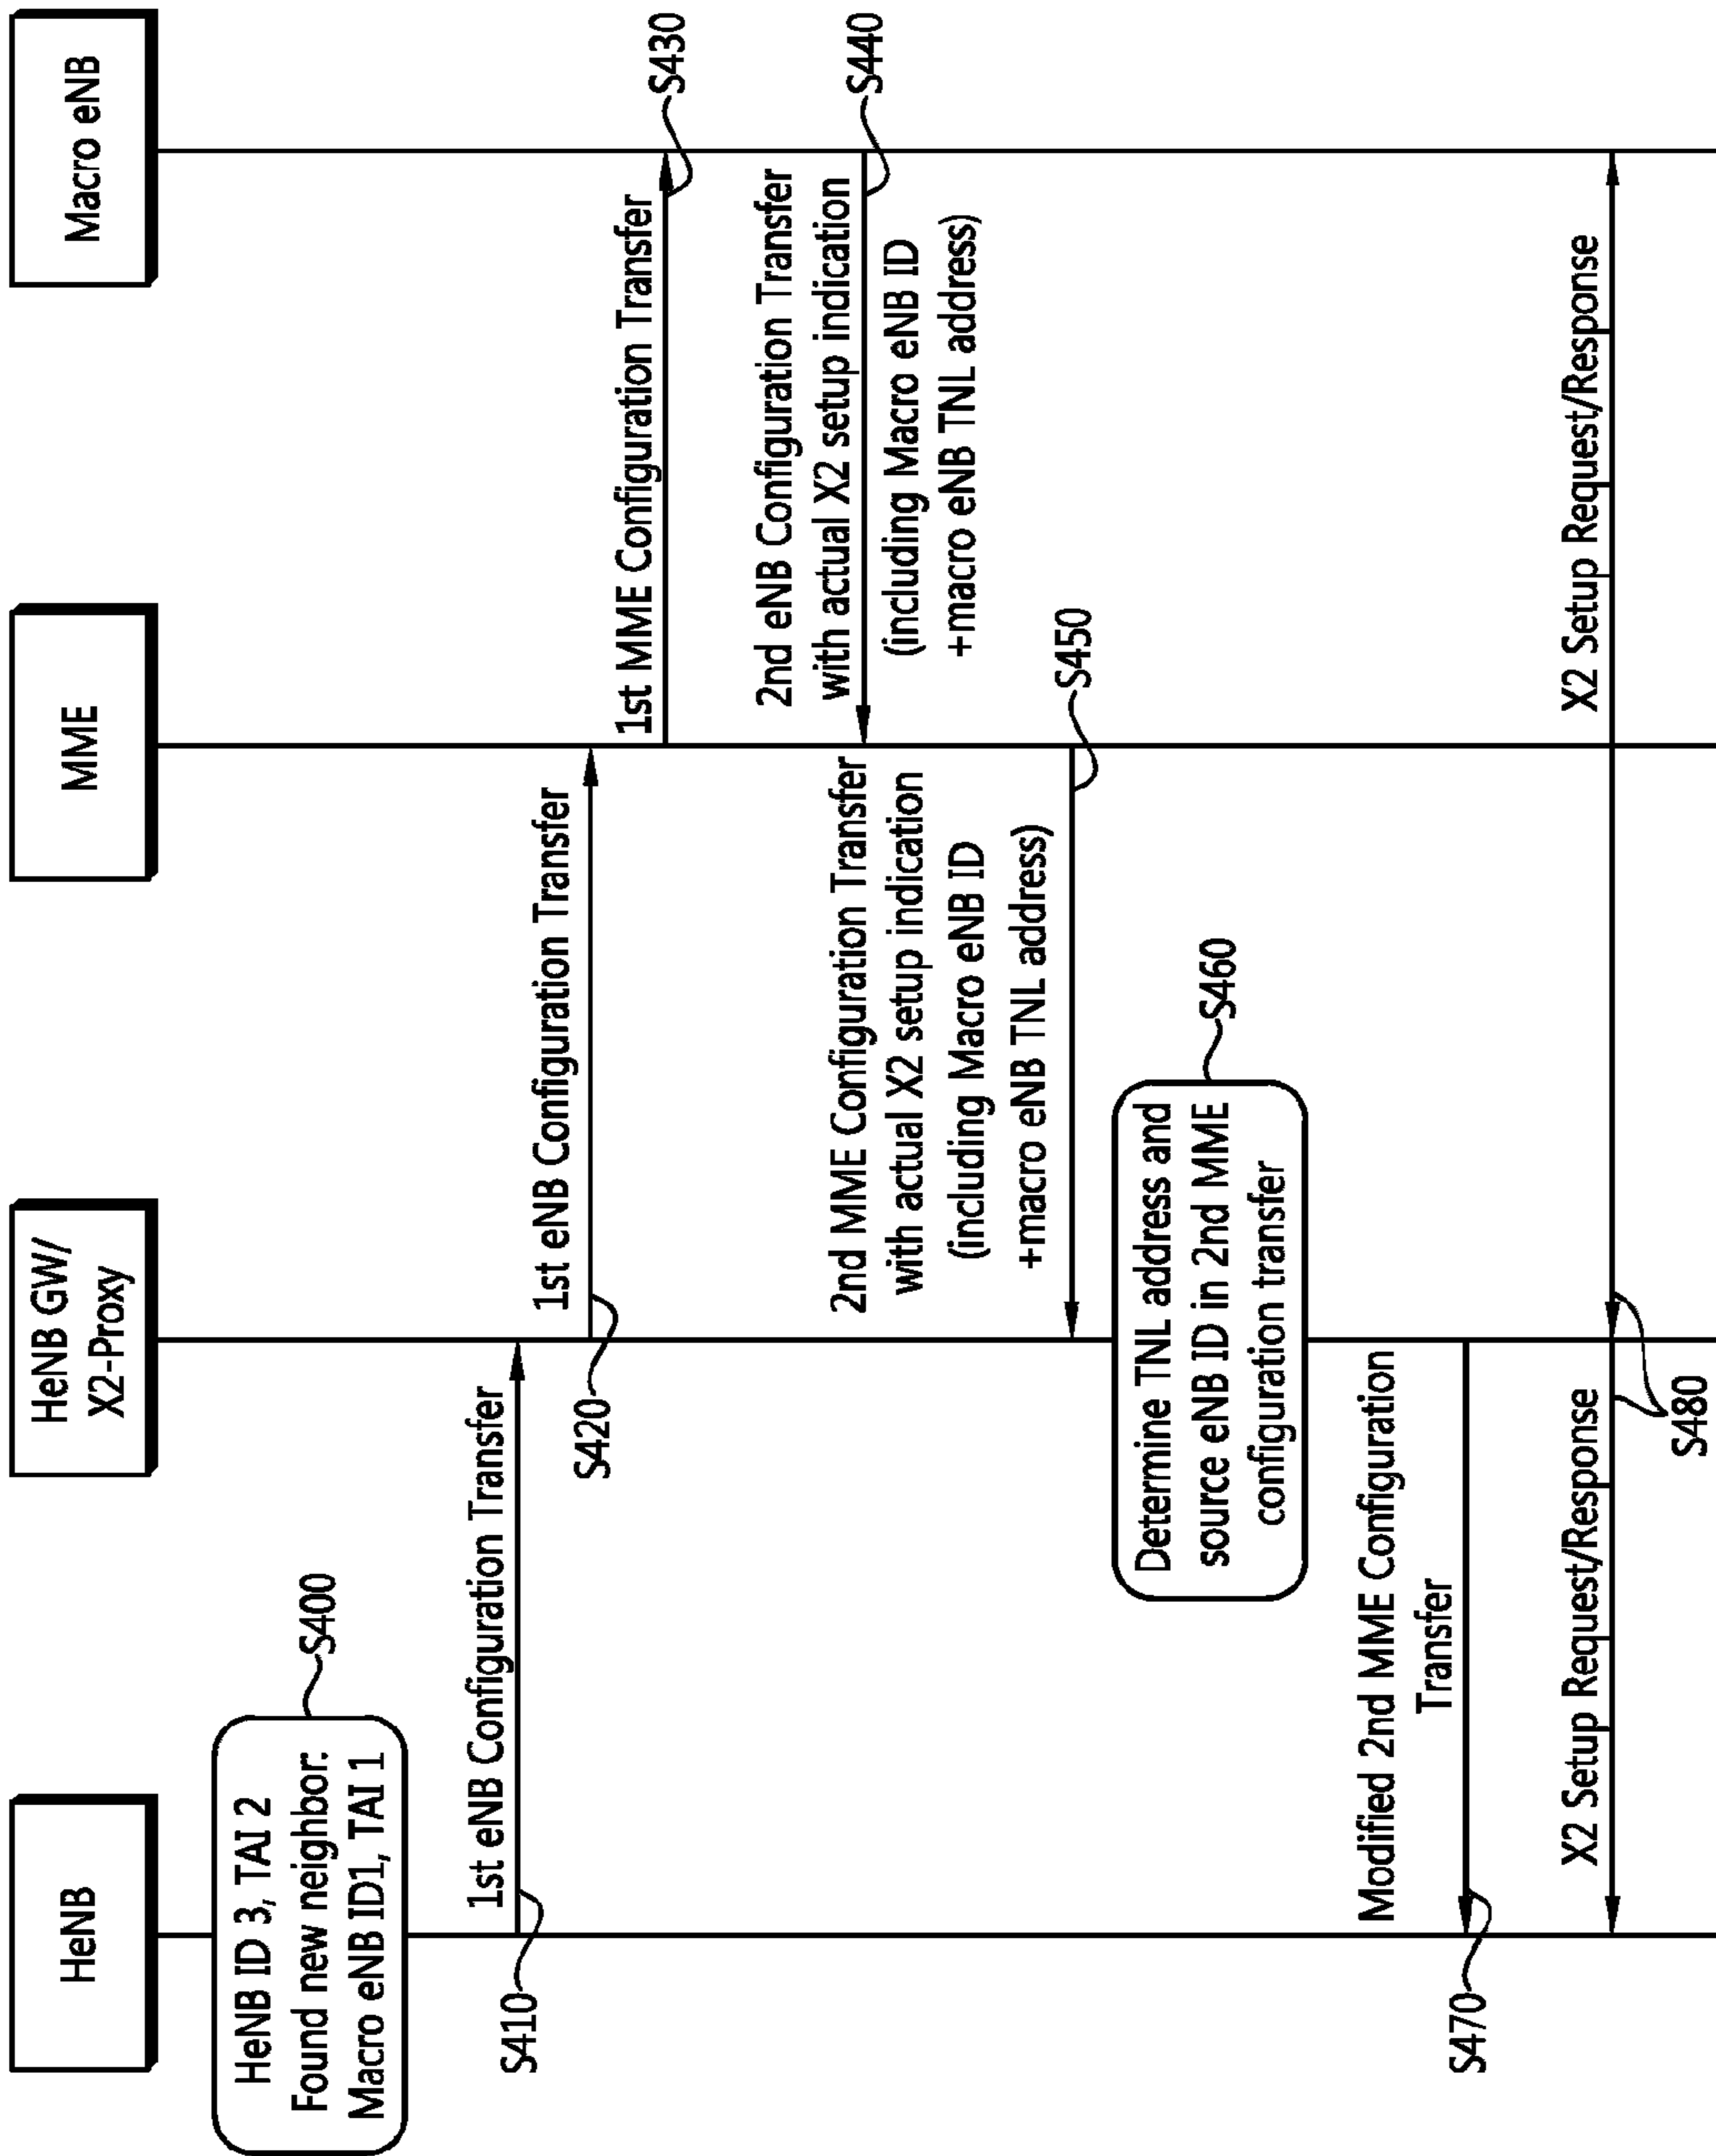 HeNB
HeNB GW/
X2-Proxy
MME
Macro eNB
HeNB ID 3, TAI 2
Found new neighbor:
Macro eNB ID1, TAI 1
S400
1st eNB Configuration Transfer
S410
1st eNB Configuration Transfer
S420
1st MME Configuration Transfer
S430
2nd eNB Configuration Transfer
with actual X2 setup indication
(including Macro eNB ID
+macro eNB TNL address)
S440
2nd MME Configuration Transfer
with actual X2 setup indication
(including Macro eNB ID
+macro eNB TNL address)
S450
Determine TNL address and
source eNB ID in 2nd MME
configuration transfer
S460
Modified 2nd MME Configuration
Transfer
S470
X2 Setup Request/Response
X2 Setup Request/Response
S480